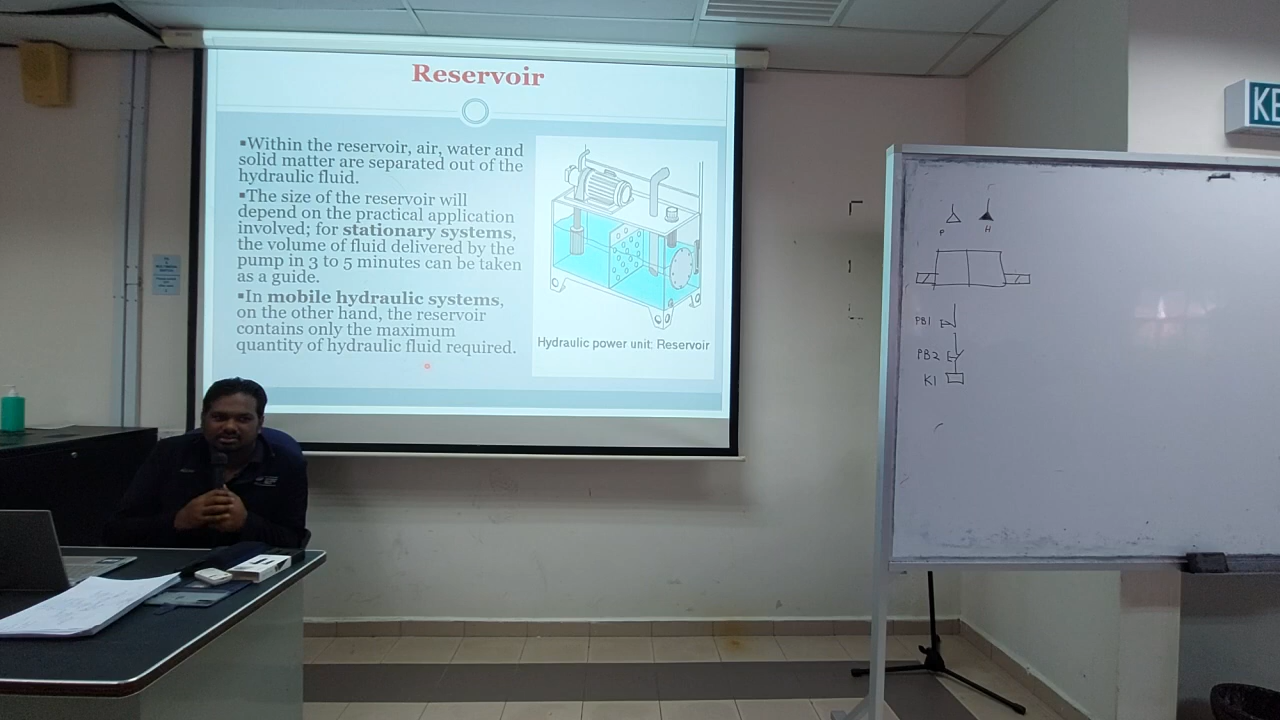 Reservoir
▪Within the reservoir, air, water and
solid matter are separated out of the
hydraulic fluid.
▪The size of the reservoir will
depend on the practical application
involved; for stationary systems,
the volume of fluid delivered by the
pump in 3 to 5 minutes can be taken
as a guide.
▪In mobile hydraulic systems,
on the other hand, the reservoir
contains only the maximum
quantity of hydraulic fluid required.
Hydraulic power unit: Reservoir
P H
PB1
PB2
K1
KE